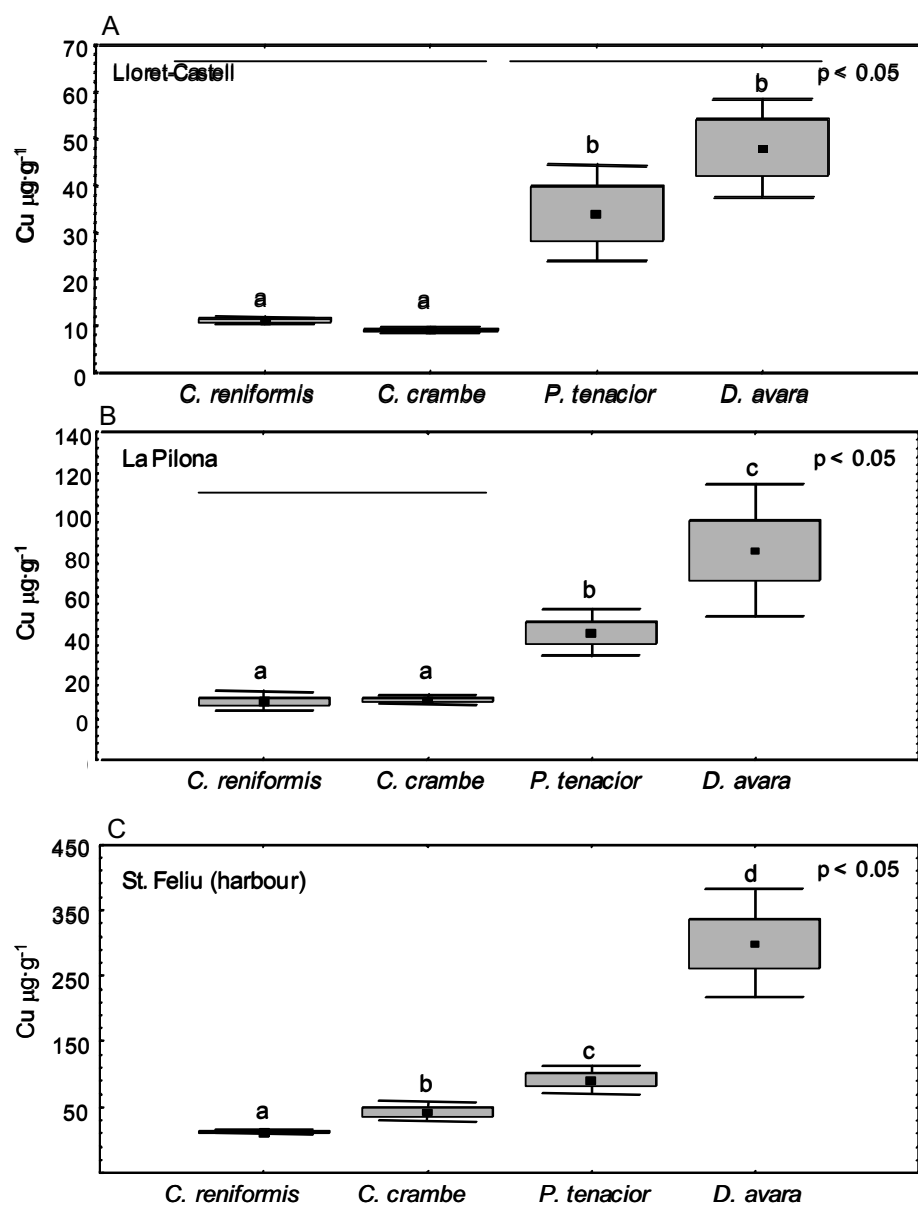 A
70
Lloret-Castell
p < 0.05
60
b
50
b
40
Cu µg·g⁻¹
30
20
a
a
10
0
C. reniformis C. crambe P. tenacior D. avara
B
140
La Pilona
p < 0.05
120
c
100
80
Cu µg·g⁻¹
60
b
40
20
a a
0
C. reniformis C. crambe P. tenacior D. avara
C
450
St. Feliu (harbour)
p < 0.05
d
350
Cu µg·g⁻¹
250
150
c
b
50
a
C. reniformis C. crambe P. tenacior D. avara